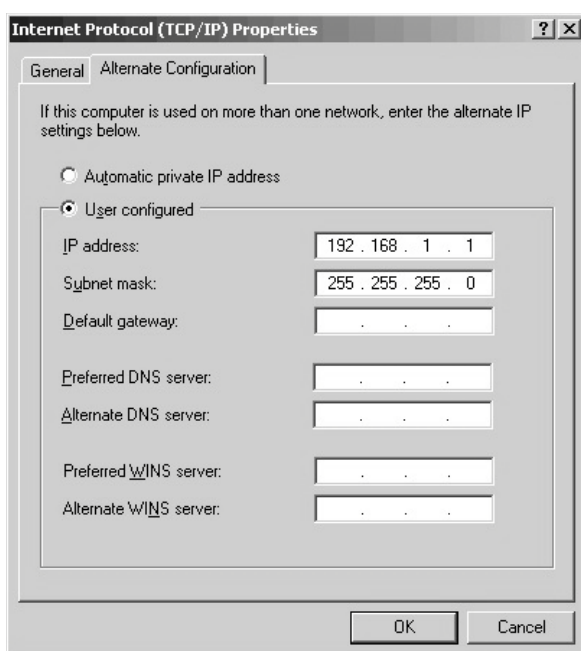 Internet Protocol (TCP/IP) Properties
General
Alternate Configuration
If this computer is used on more than one network, enter the alternate IP
settings below.
Automatic private IP address
User configured
IP address: 192 . 168 . 1 . 1
Subnet mask: 255 . 255 . 255 . 0
Default gateway: . . .
Preferred DNS server: . . .
Alternate DNS server: . . .
Preferred WINS server: . . .
Alternate WINS server: . . .
OK
Cancel